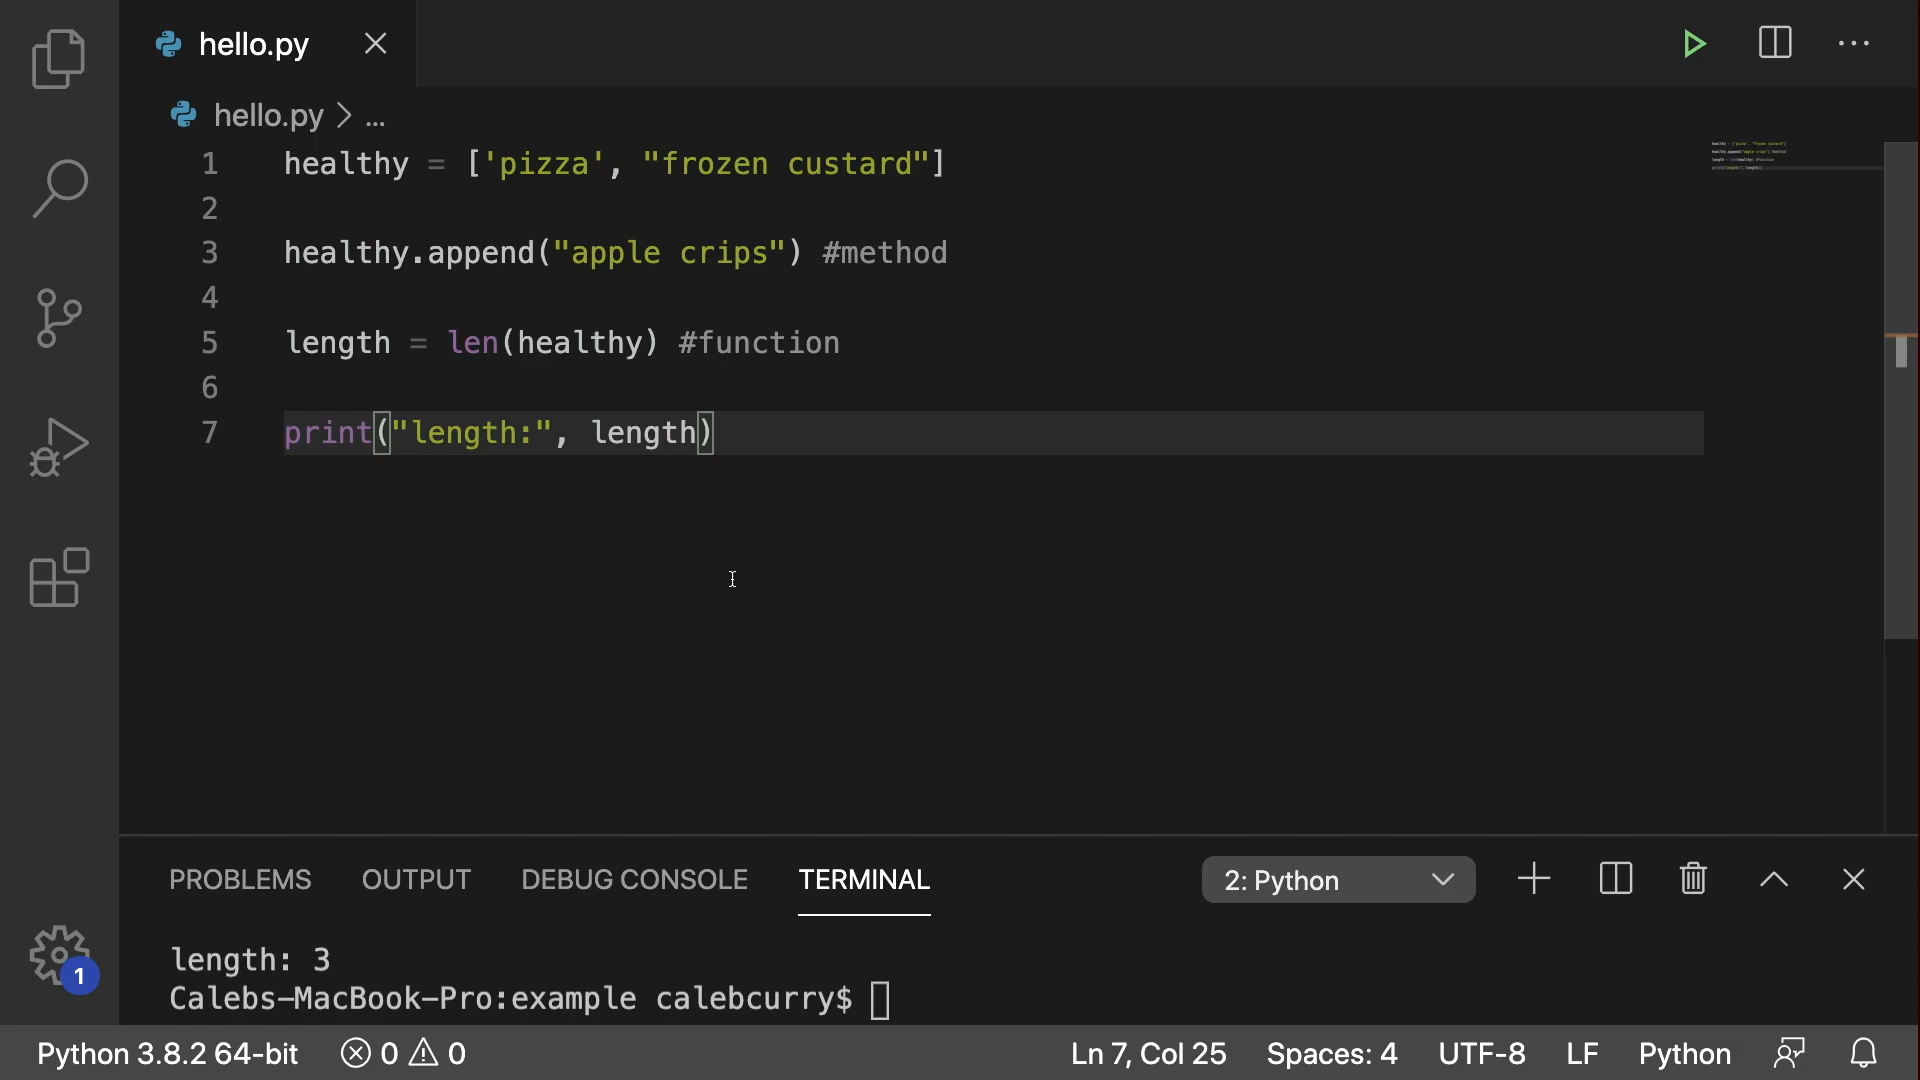 hello.py
hello.py > ...
1 healthy = ['pizza', "frozen custard"]
2
3 healthy.append("apple crips") #method
4
5 length = len(healthy) #function
6
7 print("length:", length)
PROBLEMS OUTPUT DEBUG CONSOLE TERMINAL 2: Python
length: 3
Calebs-MacBook-Pro:example calebcurry$
1
Python 3.8.2 64-bit 0 0 Ln 7, Col 25 Spaces: 4 UTF-8 LF Python